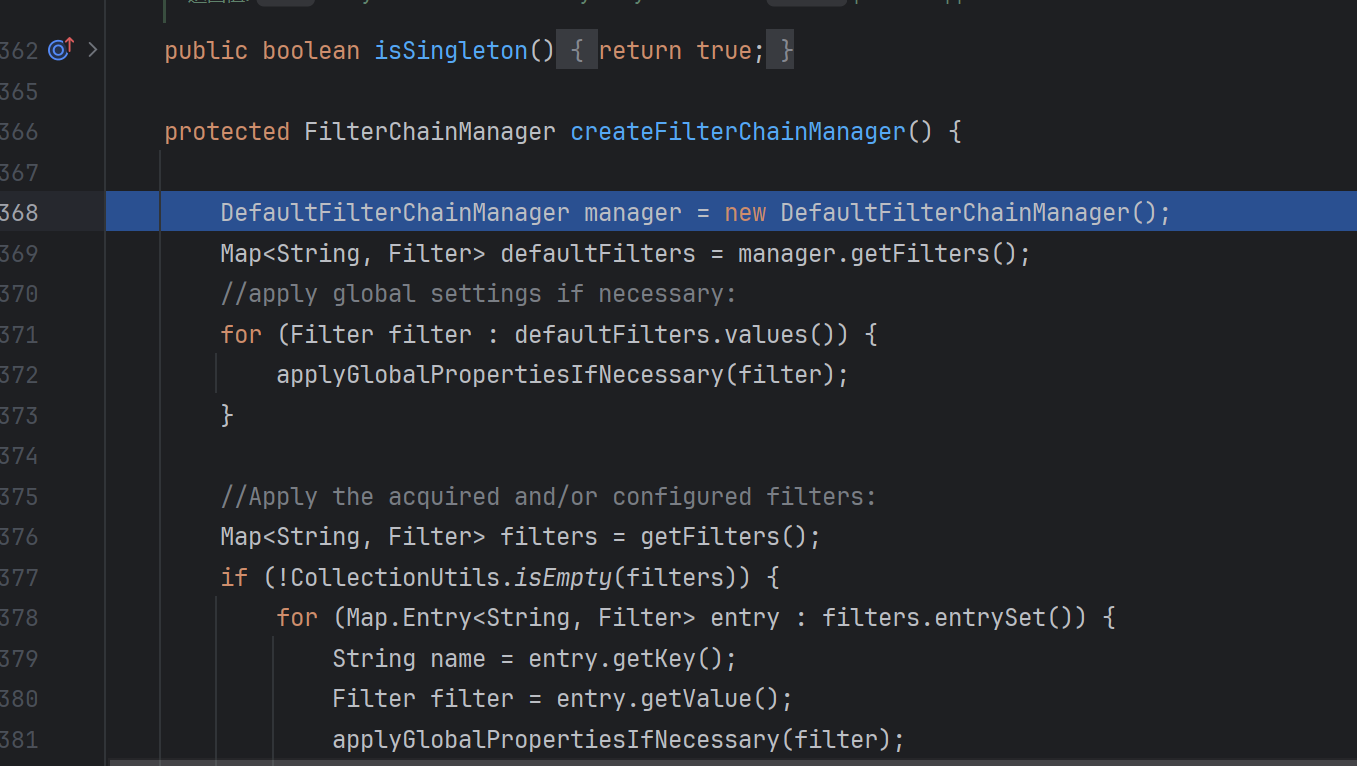 362 public boolean isSingleton() { return true; }
365
366 protected FilterChainManager createFilterChainManager() {
367
368 DefaultFilterChainManager manager = new DefaultFilterChainManager();
369 Map<String, Filter> defaultFilters = manager.getFilters();
370 //apply global settings if necessary:
371 for (Filter filter : defaultFilters.values()) {
372 applyGlobalPropertiesIfNecessary(filter);
373 }
374
375 //Apply the acquired and/or configured filters:
376 Map<String, Filter> filters = getFilters();
377 if (!CollectionUtils.isEmpty(filters)) {
378 for (Map.Entry<String, Filter> entry : filters.entrySet()) {
379 String name = entry.getKey();
380 Filter filter = entry.getValue();
381 applyGlobalPropertiesIfNecessary(filter);